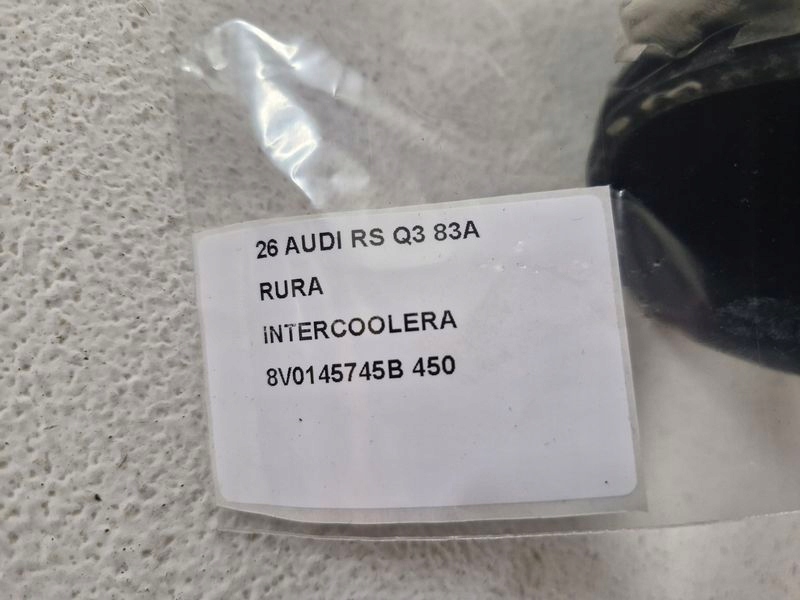 26 AUDI RS Q3 83A
RURA
INTERCOOLERA
8V0145745B 450